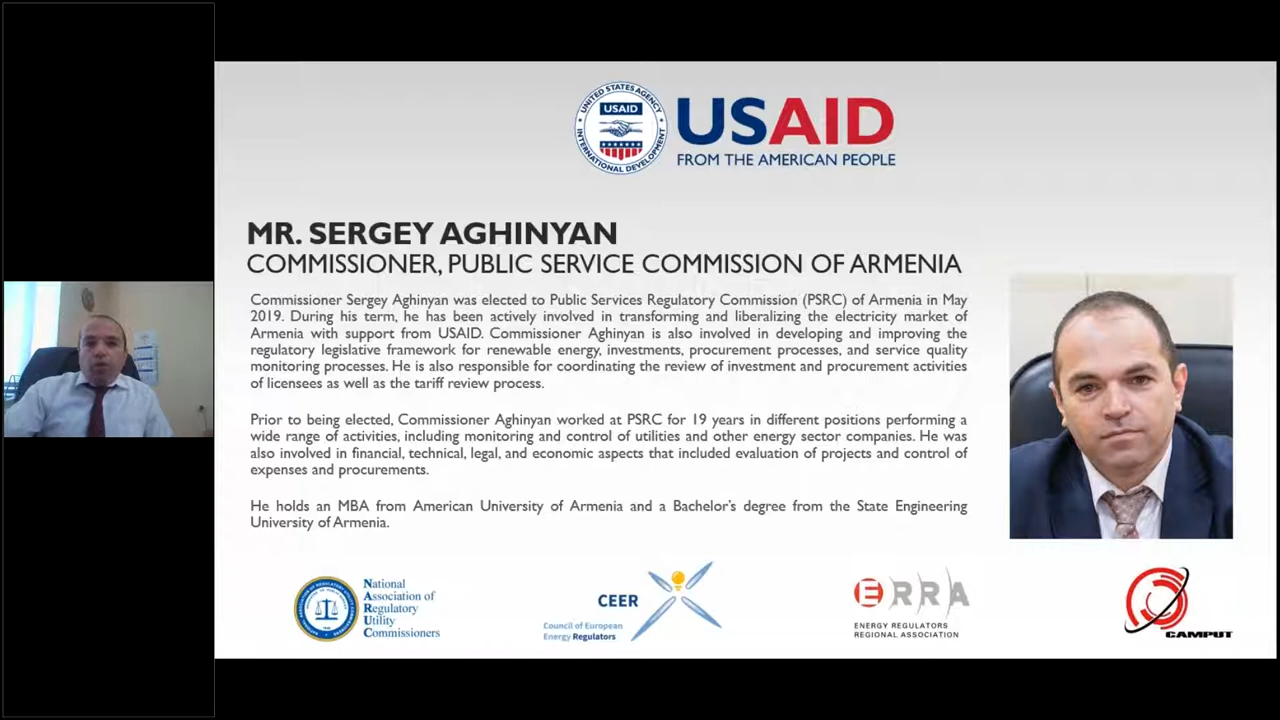 UNITED STATES AGENCY
USAID
INTERNATIONAL DEVELOPMENT
USAID
FROM THE AMERICAN PEOPLE
MR. SERGEY AGHINYAN
COMMISSIONER, PUBLIC SERVICE COMMISSION OF ARMENIA
Commissioner Sergey Aghinyan was elected to Public Services Regulatory Commission (PSRC) of Armenia in May
2019. During his term, he has been actively involved in transforming and liberalizing the electricity market of
Armenia with support from USAID. Commissioner Aghinyan is also involved in developing and improving the
regulatory legislative framework for renewable energy, investments, procurement processes, and service quality
monitoring processes. He is also responsible for coordinating the review of investment and procurement activities
of licensees as well as the tariff review process.
Prior to being elected, Commissioner Aghinyan worked at PSRC for 19 years in different positions performing a
wide range of activities, including monitoring and control of utilities and other energy sector companies. He was
also involved in financial, technical, legal, and economic aspects that included evaluation of projects and control of
expenses and procurements.
He holds an MBA from American University of Armenia and a Bachelor's degree from the State Engineering
University of Armenia.
National
Association of
Regulatory
Utility
Commissioners
CEER
Council of European
Energy Regulators
ERRA
ENERGY REGULATORS
REGIONAL ASSOCIATION
CAMPUT